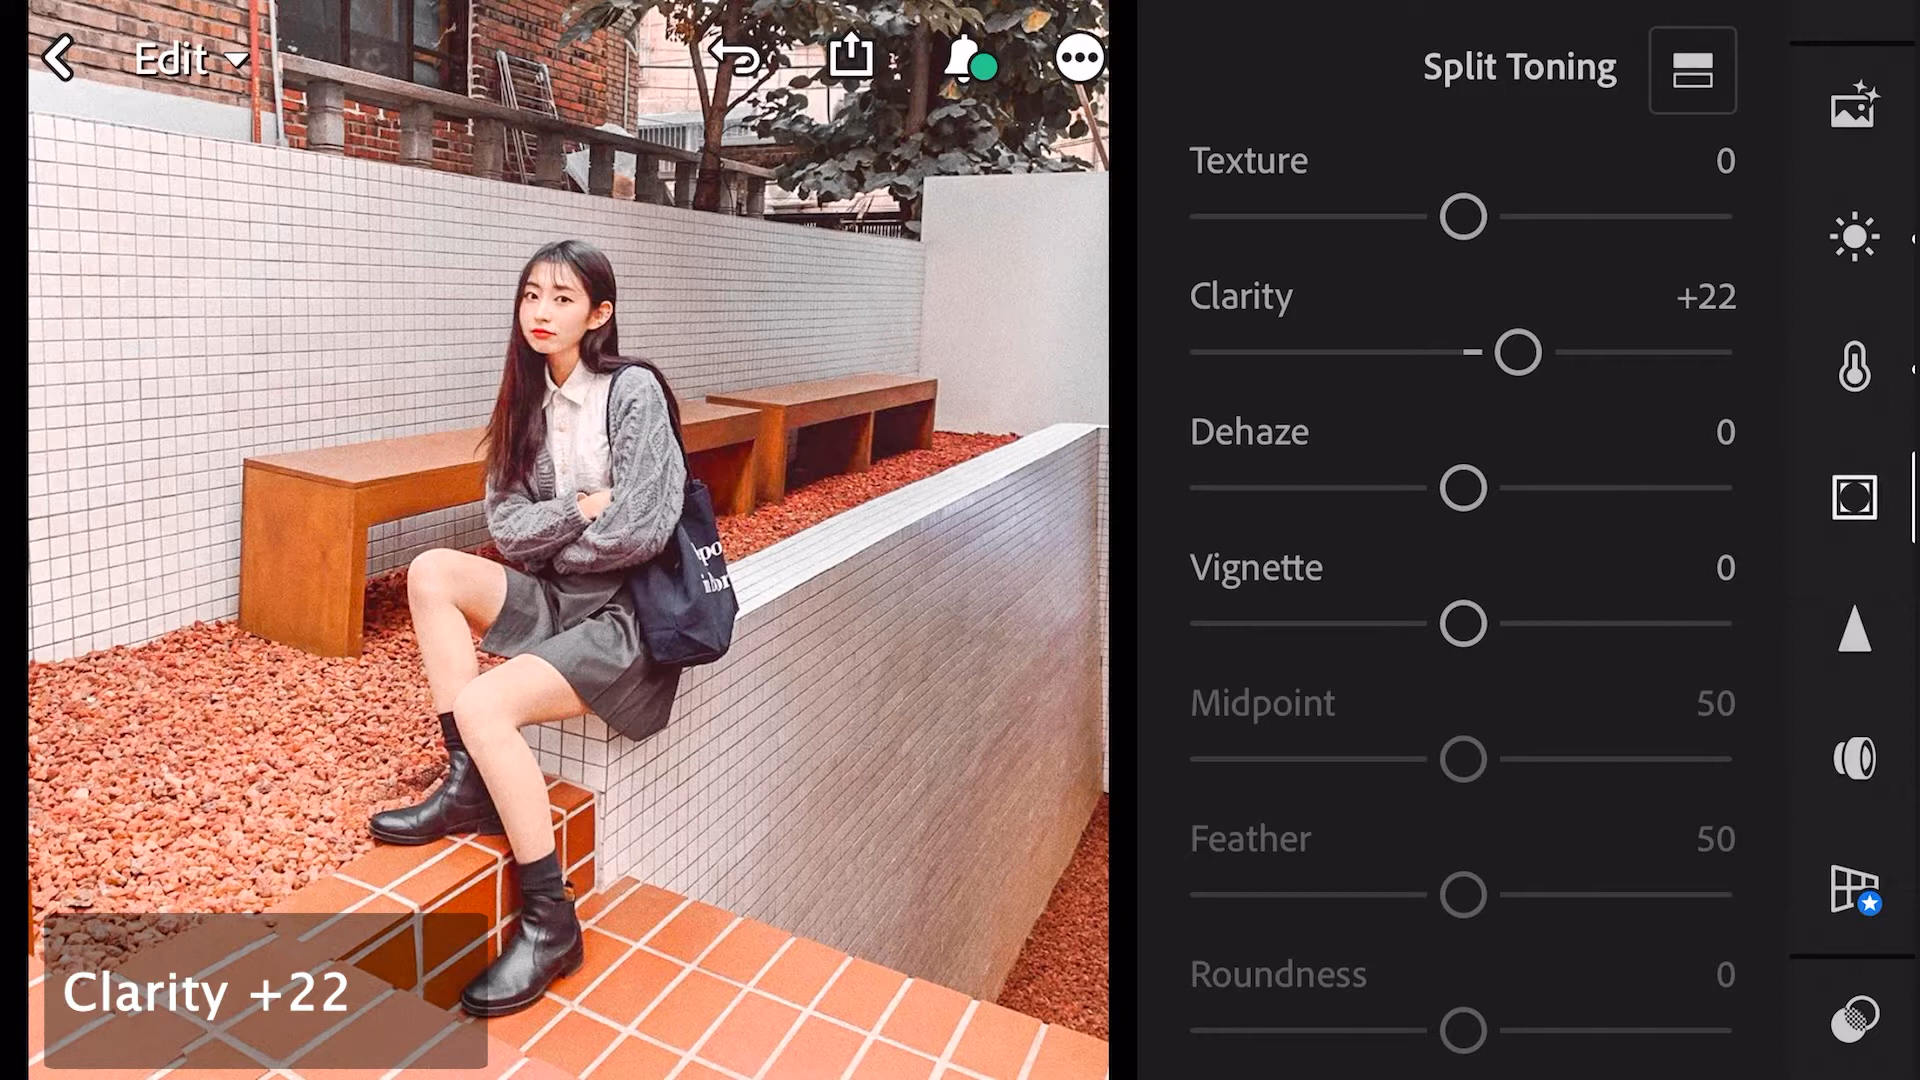 Edit
Split Toning
Texture 0
Clarity +22
Dehaze 0
Vignette 0
Midpoint 50
Feather 50
Roundness 0
Clarity +22